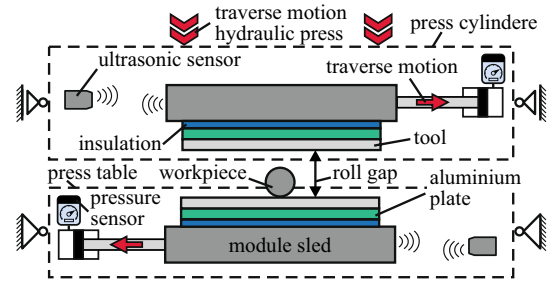 traverse motion
hydraulic press
press cylindere
ultrasonic sensor
traverse motion
insulation
tool
press table
workpiece
roll gap
aluminium
plate
pressure
sensor
module sled